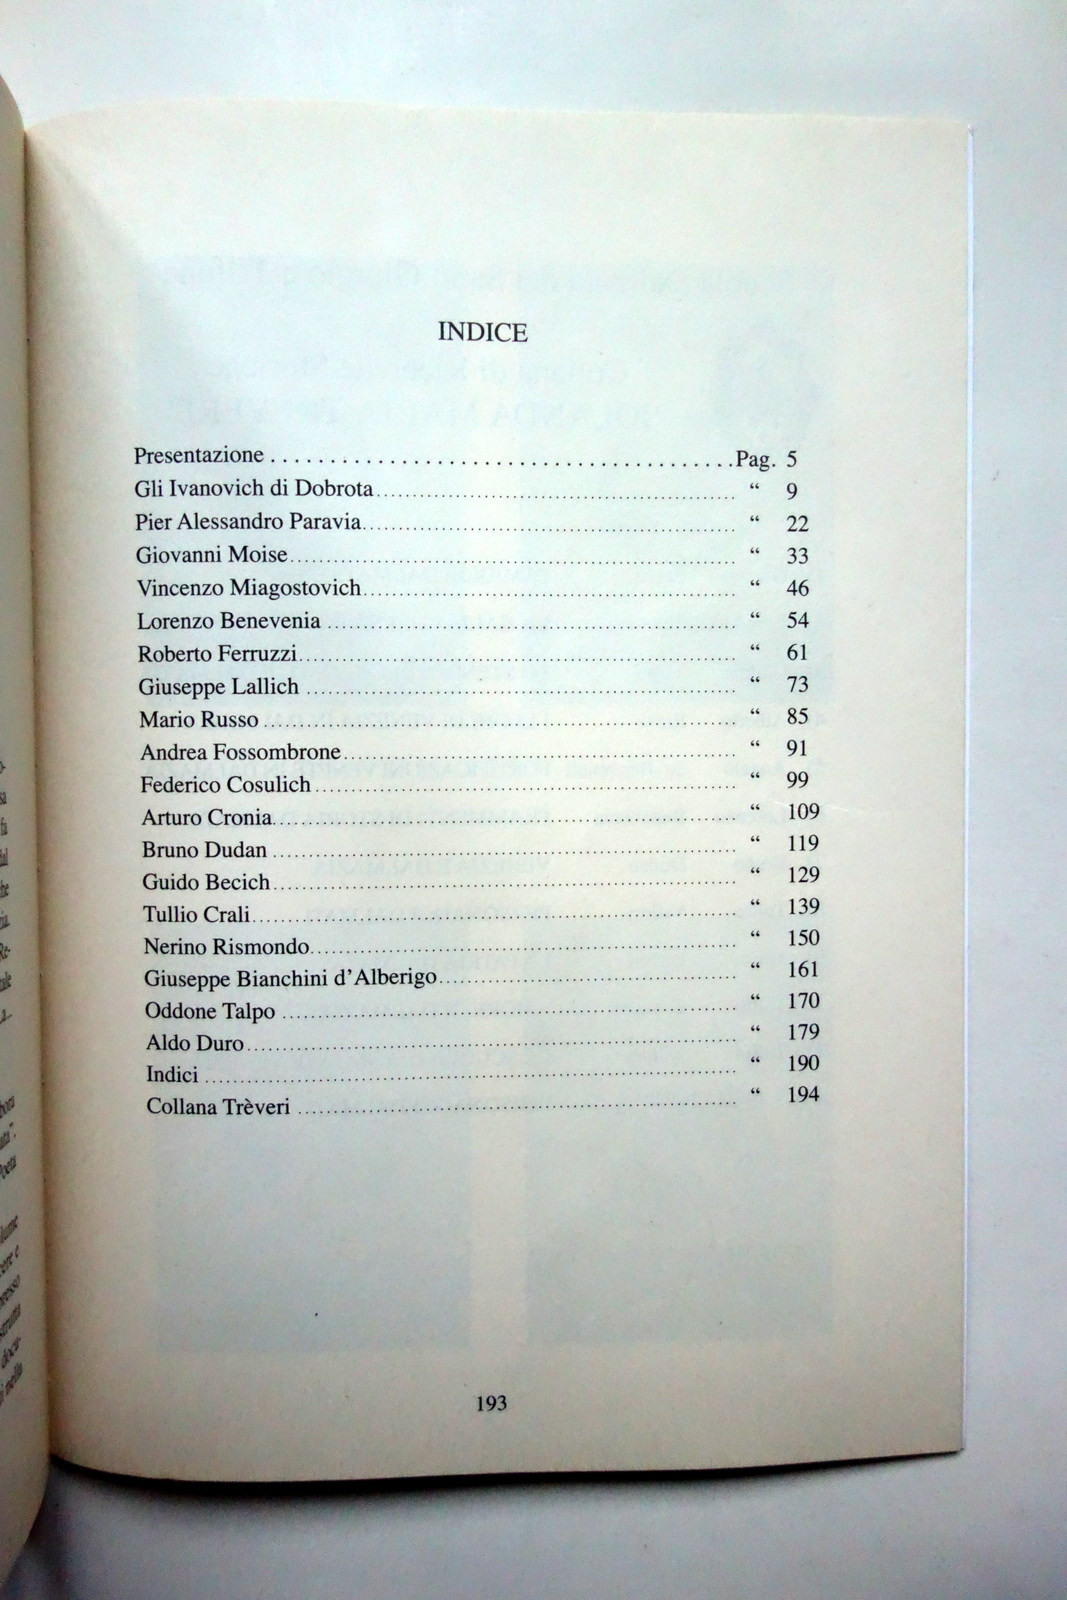 INDICE
Presentazione ....................................... Pag. 5
Gli Ivanovich di Dobrota ....................................... “ 9
Pier Alessandro Paravia ....................................... “ 22
Giovanni Moise ....................................... “ 33
Vincenzo Miagostovich ....................................... “ 46
Lorenzo Benevenia ....................................... “ 54
Roberto Ferruzzi ....................................... “ 61
Giuseppe Lallich ....................................... “ 73
Mario Russo ....................................... “ 85
Andrea Fossombrone ....................................... “ 91
Federico Cosulich ....................................... “ 99
Arturo Cronia ....................................... “ 109
Bruno Dudan ....................................... “ 119
Guido Becich ....................................... “ 129
Tullio Crali ....................................... “ 139
Nerino Rismondo ....................................... “ 150
Giuseppe Bianchini d’Alberigo ....................................... “ 161
Oddone Talpo ....................................... “ 170
Aldo Duro ....................................... “ 179
Indici ....................................... “ 190
Collana Trèveri ....................................... “ 194
193